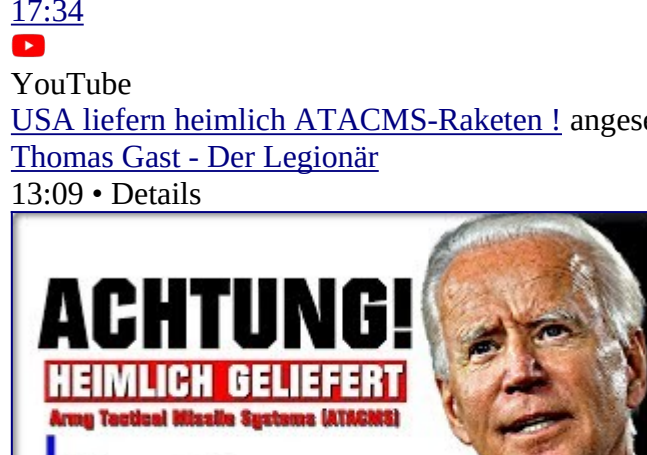 17:34
YouTube
USA liefern heimlich ATACMS-Raketen ! angese
Thomas Gast - Der Legionär
13:09 • Details
ACHTUNG!
HEIMLICH GELIEFERT
Army Tactical Missile Systems (ATACMS)